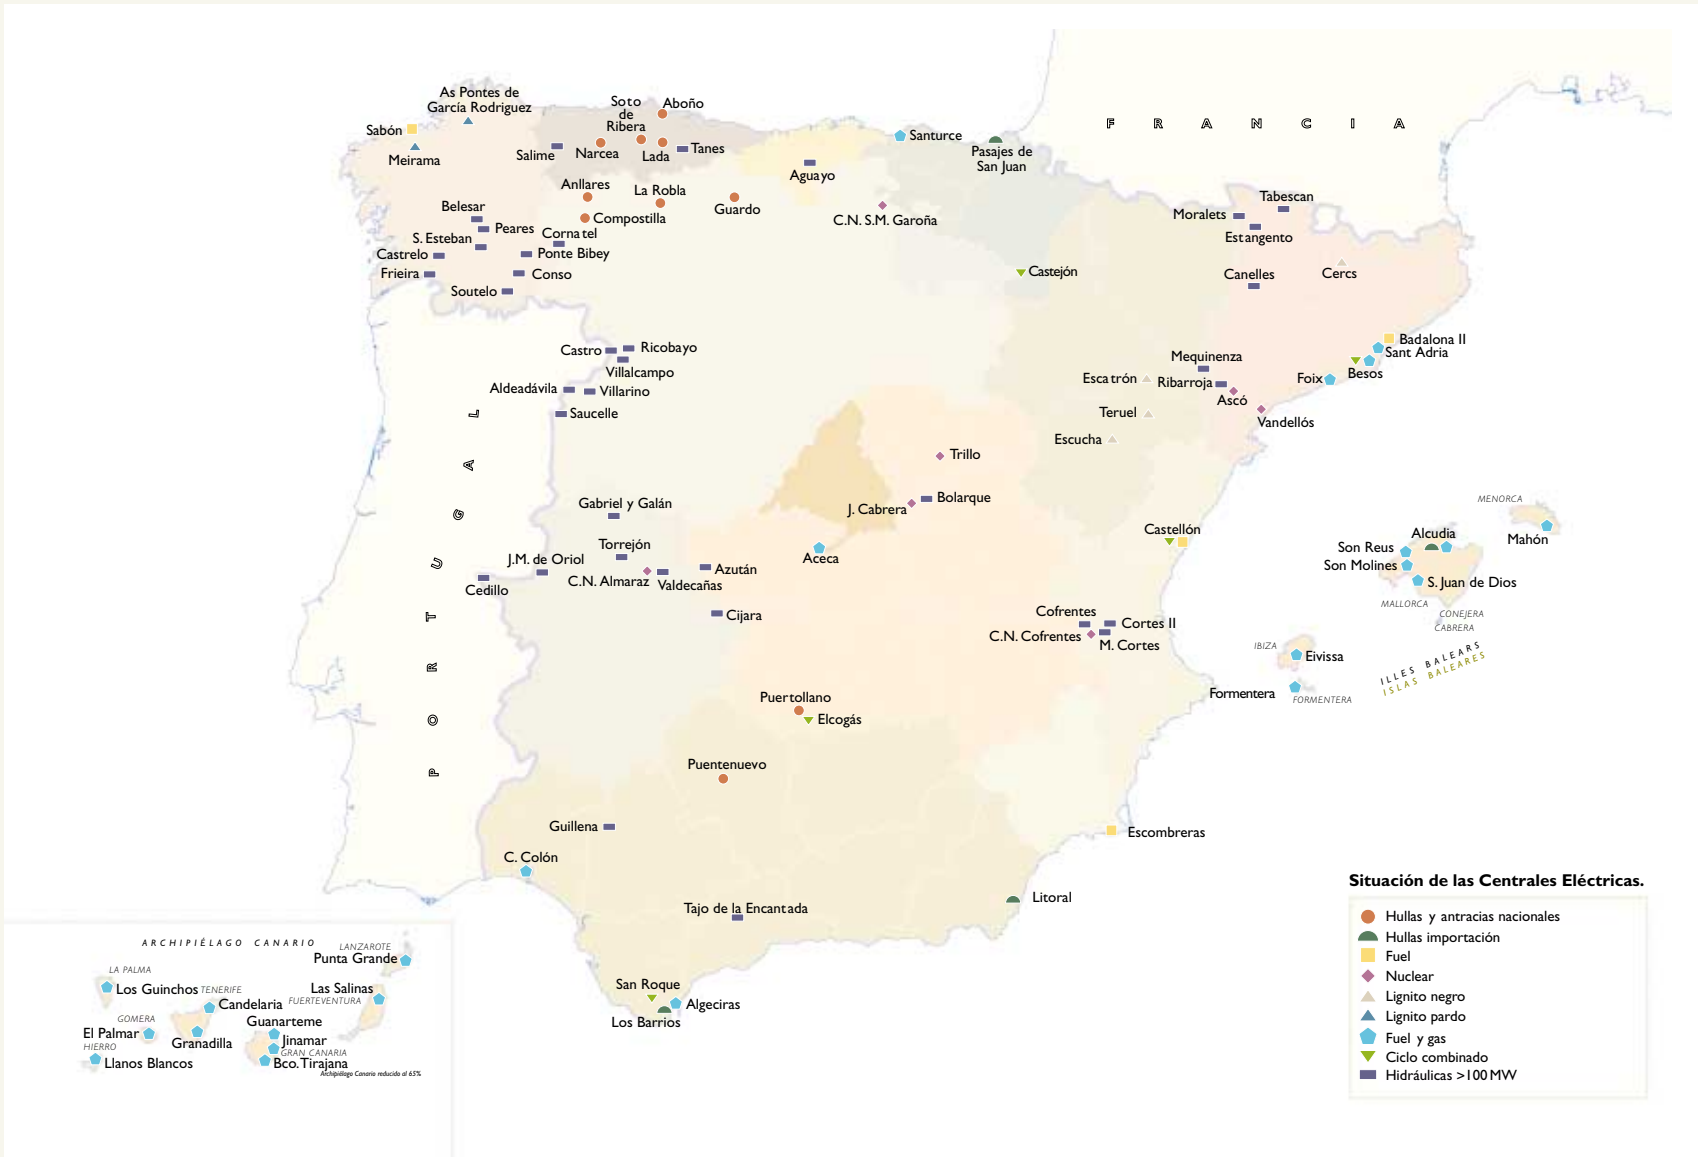 As Pontes de
García Rodriguez
Sabón
Meirama
Soto
de
Ribera
Aboño
Salime
Narcea
Lada
Tanes
Aguayo
Santurce
Pasajes de
San Juan
F R A N C I A
Anllares
La Robla
Compostilla
Guardo
C.N. S.M. Garoña
Belesar
Peares
S. Esteban
Cornatel
Castrelo
Ponte Bibey
Frieira
Conso
Soutelo
Castejón
Tabescan
Moralets
Estangento
Canelles
Cercs
Castro
Ricobayo
Villalcampo
Aldeadávila
Villarino
Saucelle
Badalona II
Sant Adria
Besos
Foix
Mequinenza
Ribarroja
Escatrón
Ascó
Vandellós
Teruel
Escucha
Trillo
J. Cabrera
Bolarque
Gabriel y Galán
Torrejón
J.M. de Oriol
C.N. Almaraz
Valdecañas
Cedillo
Azután
Cijara
Aceca
Castellón
Cofrentes
Cortes II
C.N. Cofrentes
M. Cortes
P O R T U G A L
MENORCA
Mahón
Alcudia
Son Reus
Son Molines
S. Juan de Dios
MALLORCA
CONEJERA
CABRERA
IBIZA
Eivissa
Formentera
FORMENTERA
ILLES BALEARS
ISLAS BALEARES
Puertollano
Elcogás
Puentenuevo
Guillena
C. Colón
Escombreras
Litoral
Tajo de la Encantada
San Roque
Algeciras
Los Barrios
ARCHIPIÉLAGO CANARIO
LANZAROTE
Punta Grande
LA PALMA
Los Guinchos
TENERIFE
Las Salinas
FUERTEVENTURA
Candelaria
GOMERA
Guanarteme
El Palmar
Granadilla
Jinamar
HIERRO
GRAN CANARIA
Llanos Blancos
Bco. Tirajana
Archipiélago Canario reducido al 65%
Situación de las Centrales Eléctricas.
Hullas y antracias nacionales
Hullas importación
Fuel
Nuclear
Lignito negro
Lignito pardo
Fuel y gas
Ciclo combinado
Hidráulicas >100 MW